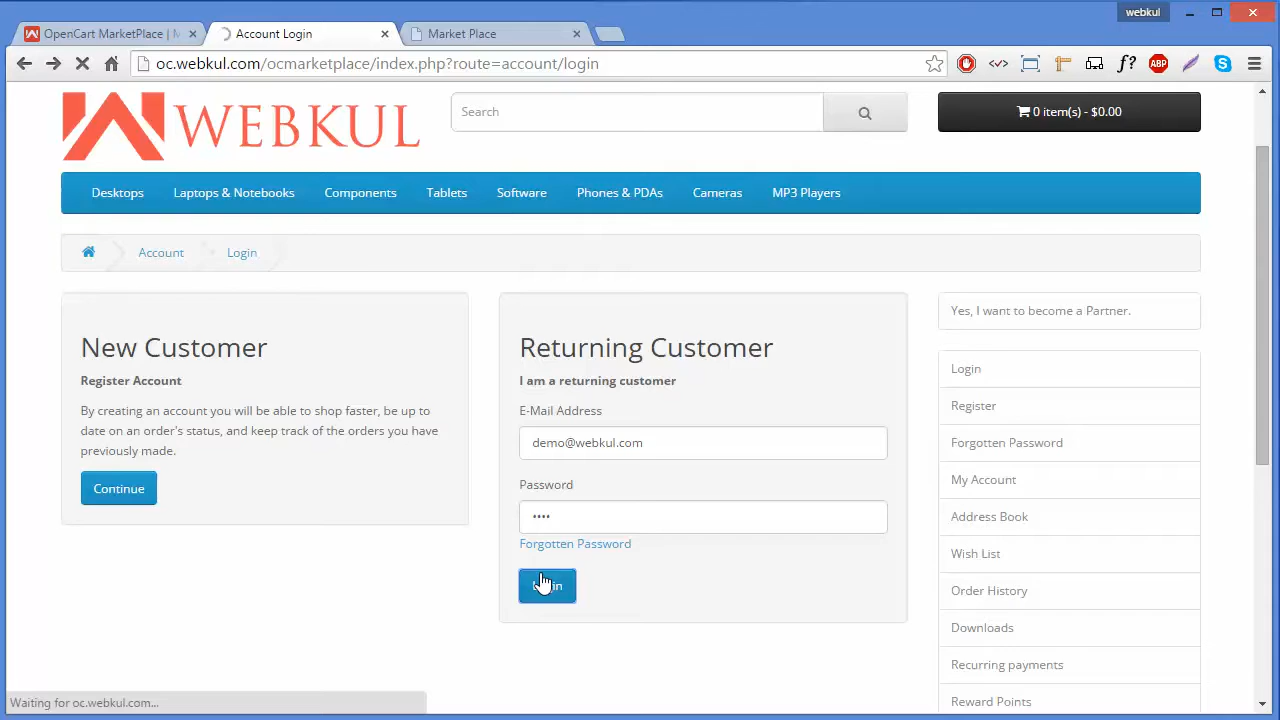 webkul
OpenCart MarketPlace | M
Account Login
Market Place
oc.webkul.com/ocmarketplace/index.php?route=account/login
</>
f?
ABP
WEBKUL
Search
0 item(s) - $0.00
Desktops
Laptops & Notebooks
Components
Tablets
Software
Phones & PDAs
Cameras
MP3 Players
Account
Login
New Customer
Register Account
By creating an account you will be able to shop faster, be up to
date on an order's status, and keep track of the orders you have
previously made.
Continue
Returning Customer
I am a returning customer
E-Mail Address
demo@webkul.com
Password
••••
Forgotten Password
Yes, I want to become a Partner.
Login
Register
Forgotten Password
My Account
Address Book
Wish List
Order History
Downloads
Recurring payments
Reward Points
Waiting for oc.webkul.com...